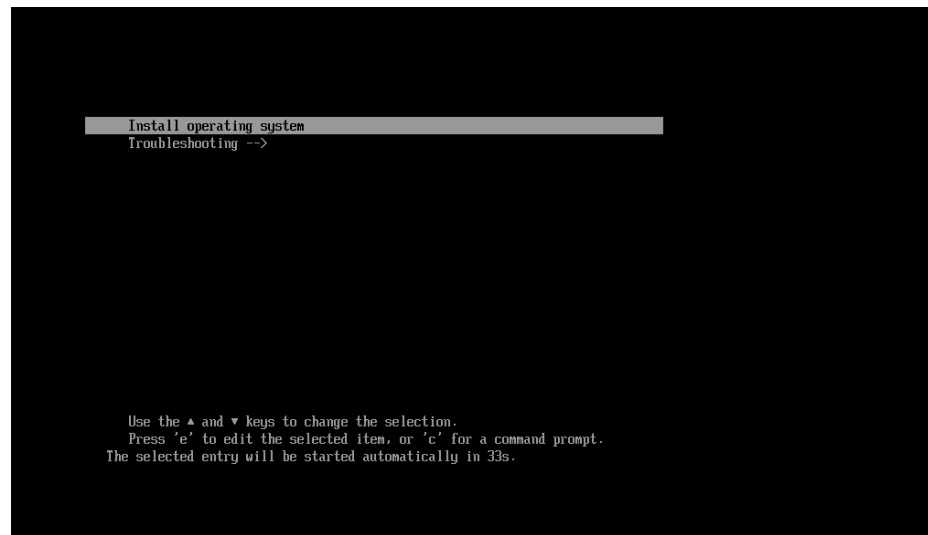 Install operating system
Troubleshooting -->
Use the ▲ and ▼ keys to change the selection.
Press 'e' to edit the selected item, or 'c' for a command prompt.
The selected entry will be started automatically in 33s.